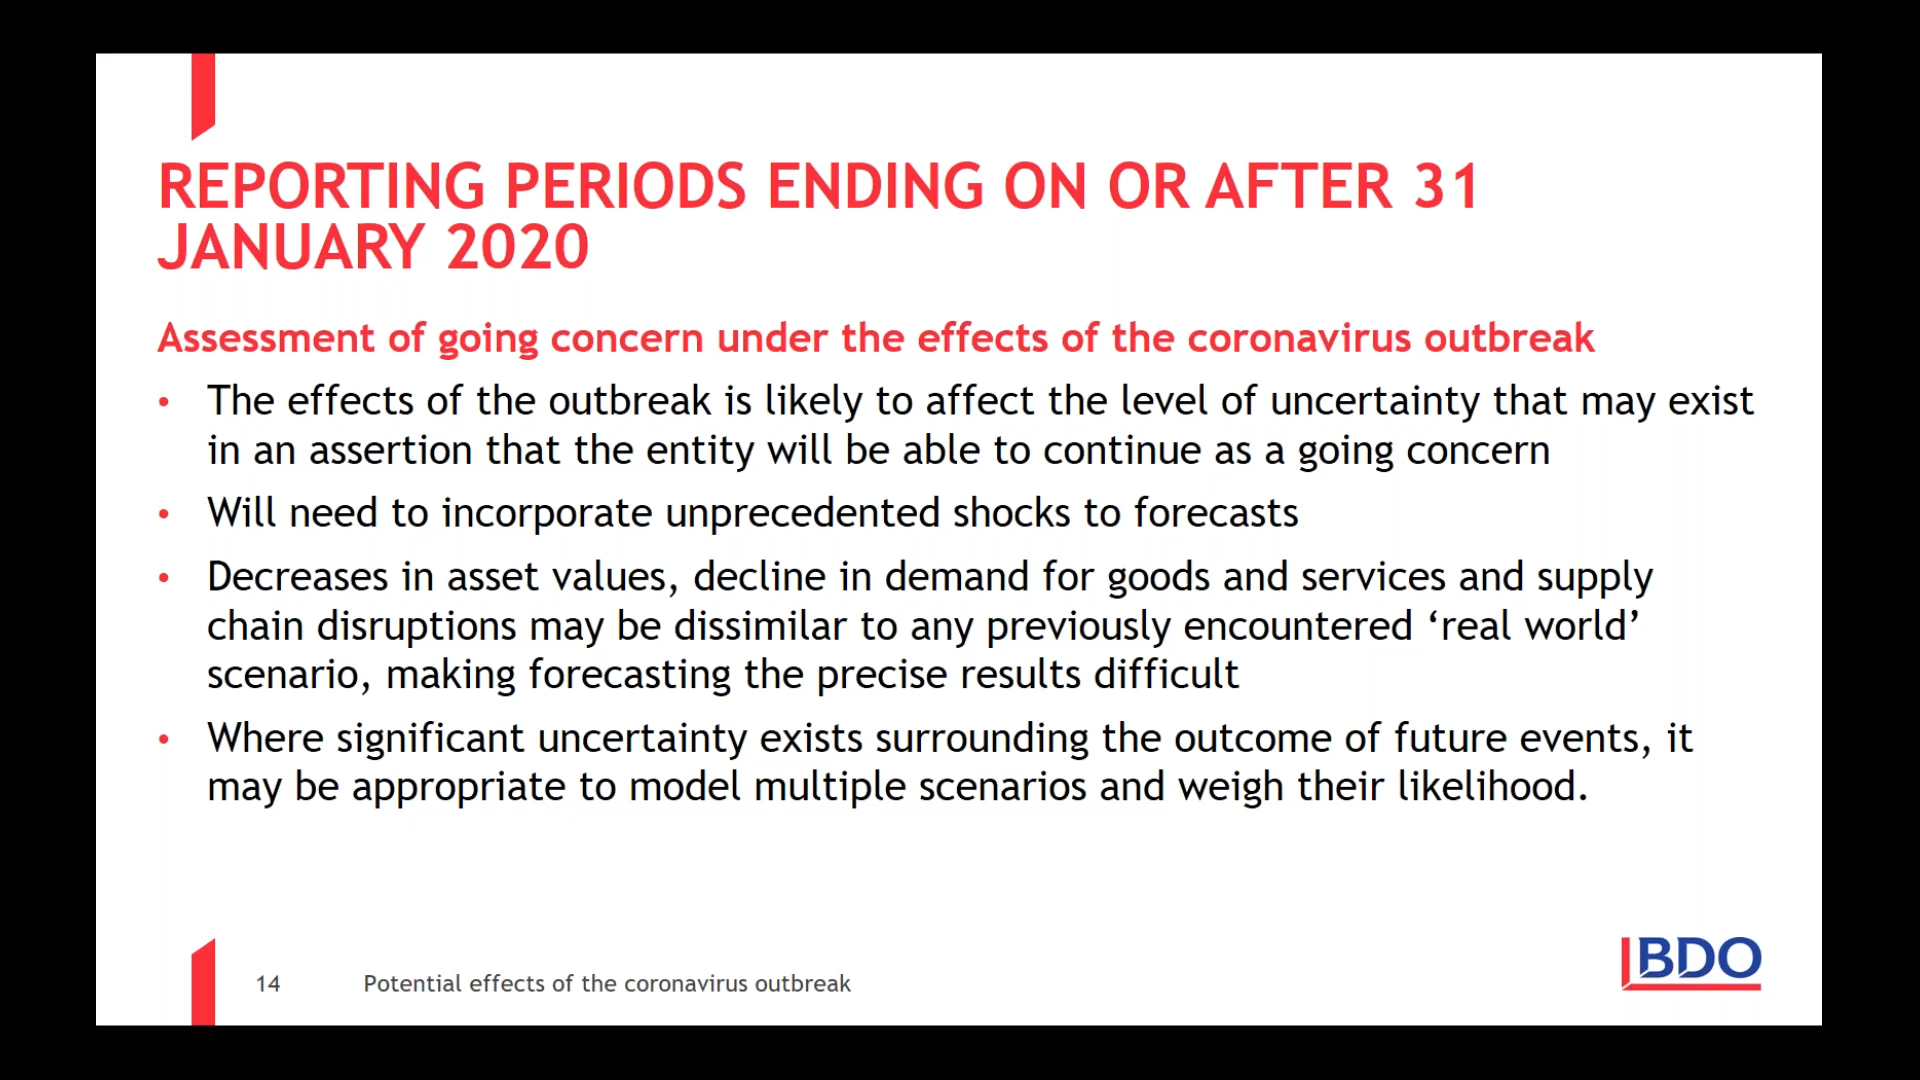 REPORTING PERIODS ENDING ON OR AFTER 31
JANUARY 2020
Assessment of going concern under the effects of the coronavirus outbreak
• The effects of the outbreak is likely to affect the level of uncertainty that may exist
in an assertion that the entity will be able to continue as a going concern
• Will need to incorporate unprecedented shocks to forecasts
• Decreases in asset values, decline in demand for goods and services and supply
chain disruptions may be dissimilar to any previously encountered ‘real world’
scenario, making forecasting the precise results difficult
• Where significant uncertainty exists surrounding the outcome of future events, it
may be appropriate to model multiple scenarios and weigh their likelihood.
14 Potential effects of the coronavirus outbreak
BDO